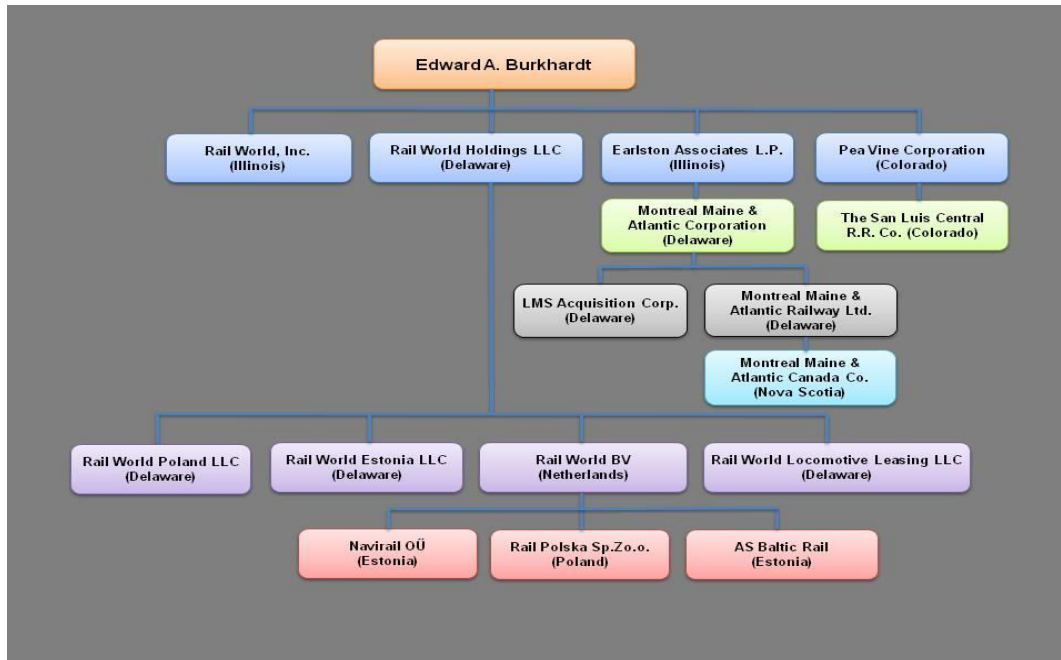 Edward A. Burkhardt
Rail World, Inc.
(Illinois)
Rail World Holdings LLC
(Delaware)
Earlston Associates L.P.
(Illinois)
Pea Vine Corporation
(Colorado)
Montreal Maine &
Atlantic Corporation
(Delaware)
The San Luis Central
R.R. Co. (Colorado)
LMS Acquisition Corp.
(Delaware)
Montreal Maine &
Atlantic Railway Ltd.
(Delaware)
Montreal Maine &
Atlantic Canada Co.
(Nova Scotia)
Rail World Poland LLC
(Delaware)
Rail World Estonia LLC
(Delaware)
Rail World BV
(Netherlands)
Rail World Locomotive Leasing LLC
(Delaware)
Navirail OÜ
(Estonia)
Rail Polska Sp.Zo.o.
(Poland)
AS Baltic Rail
(Estonia)